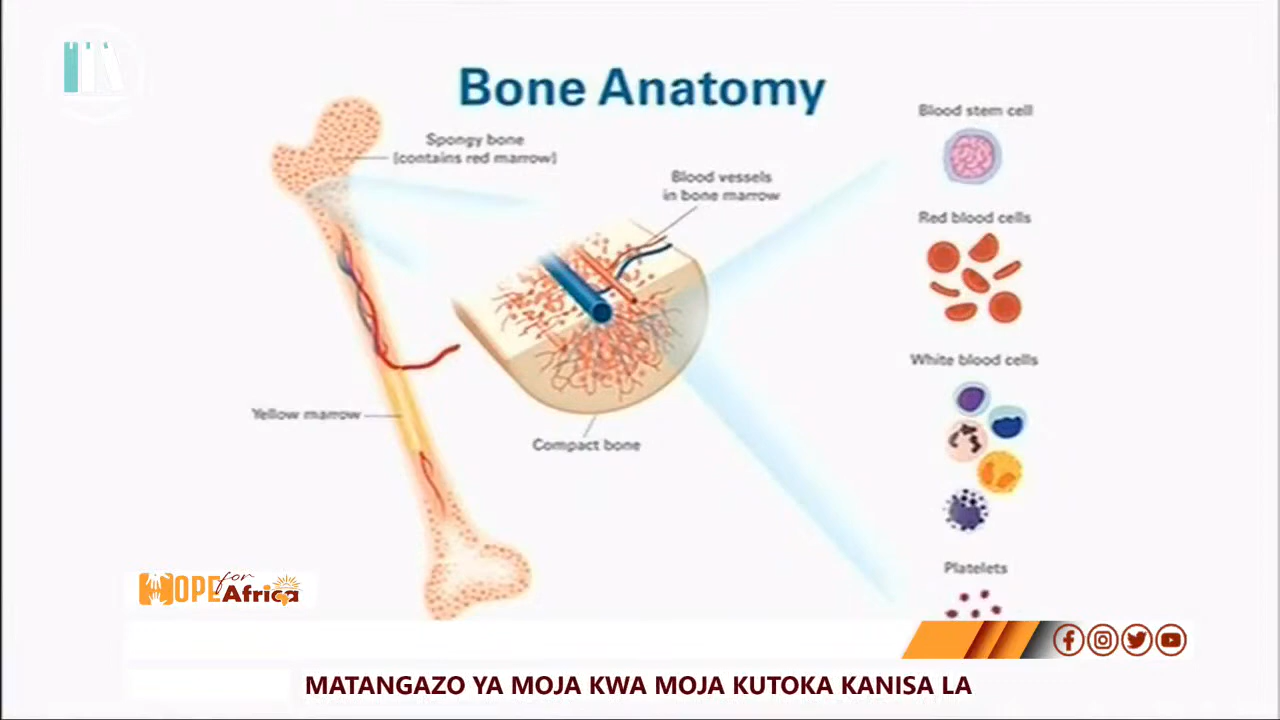 Bone Anatomy
Spongy bone
(contains red marrow)
Blood vessels
in bone marrow
Yellow marrow
Compact bone
Blood stem cell
Red blood cells
White blood cells
Platelets
HOPE for Africa
MATANGAZO YA MOJA KWA MOJA KUTOKA KANISA LA